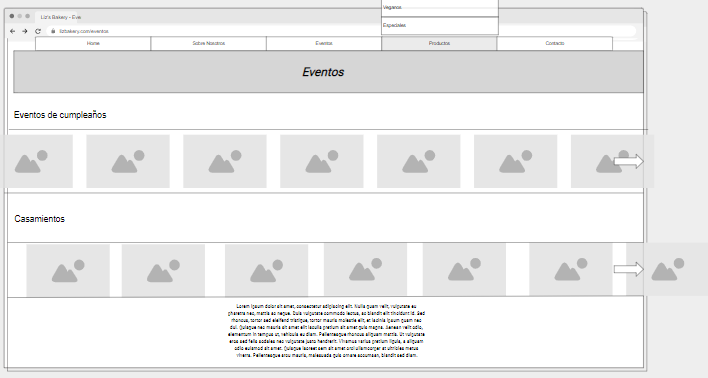 Veganos
Liz's Bakery - Eve
Especiales
lizbakery.com/eventos
Home
Sobre Nosotros
Eventos
Productos
Contacto
Eventos
Eventos de cumpleaños
Casamientos
Lorem ipsum dolor sit amet, consectetur adipiscing elit. Nulla quam velit, vulputate eu
pharetra nec, mattis ac neque. Duis vulputate commodo lectus, ac blandit elit tincidunt id. Sed
rhoncus, tortor sed eleifend tristique, tortor mauris molestie elit, et lacinia ipsum quam nec
dui. Quisque nec mauris sit amet elit iaculis pretium sit amet quis magna. Aenean velit odio,
elementum in tempus ut, vehicula eu diam. Pellentesque rhoncus aliquam mattis. Ut vulputate
eros sed felis sodales nec vulputate justo hendrerit. Vivamus varius pretium ligula, a aliquam
odio euismod sit amet. Quisque laoreet sem sit amet orci ullamcorper at ultricies metus
viverra. Pellentesque arcu mauris, malesuada quis ornare accumsan, blandit sed diam.